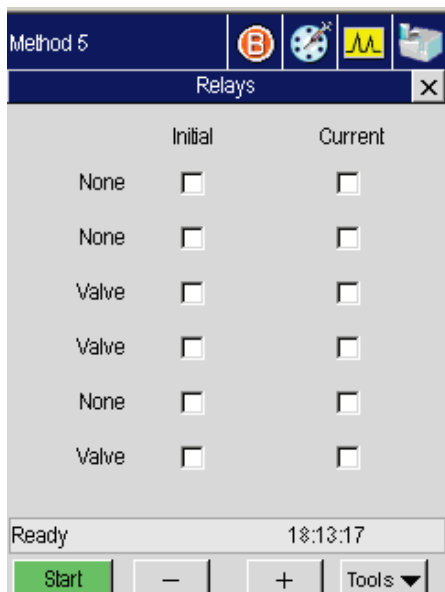 Method 5 B
Relays
Initial Current
None
None
Valve
Valve
None
Valve
Ready 18:13:17
Start − + Tools